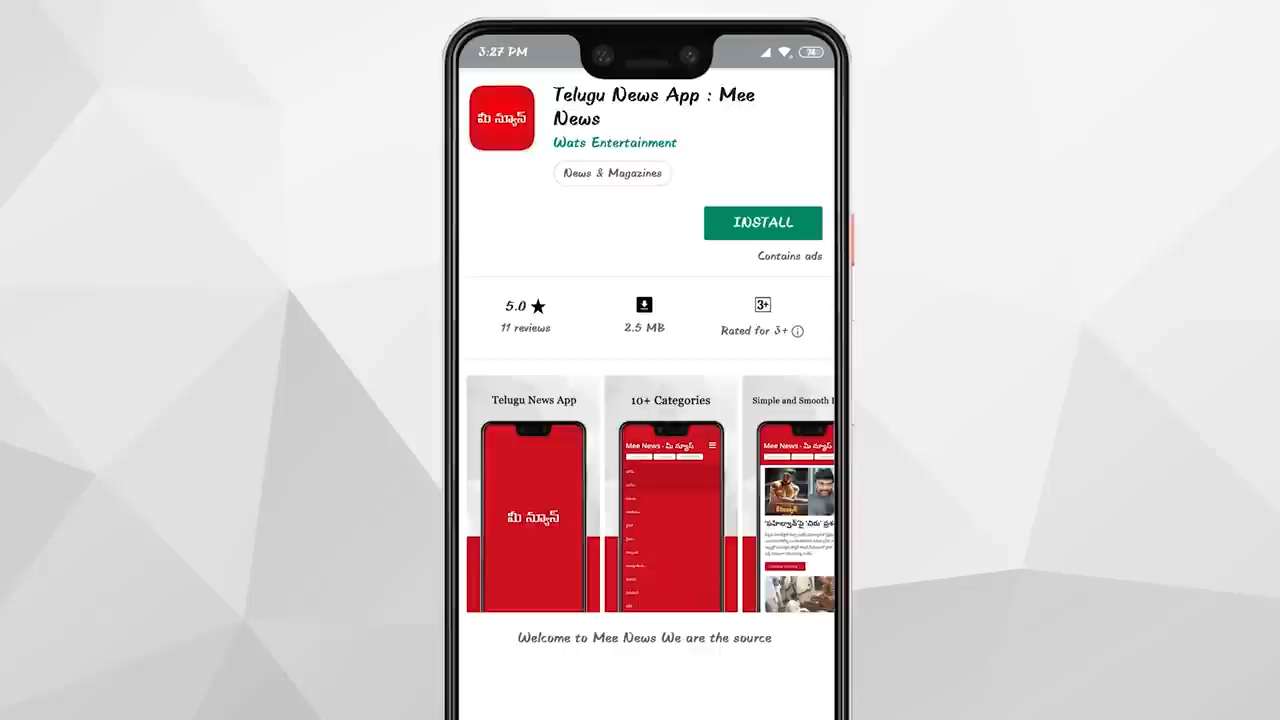 3:27 PM
74
మీ న్యూస్
Telugu News App : Mee
News
Wats Entertainment
News & Magazines
INSTALL
Contains ads
5.0 ★
11 reviews
2.5 MB
3+
Rated for 3+
Telugu News App
మీ న్యూస్
10+ Categories
Mee News - మీ న్యూస్
Simple and Smooth
Mee News - మీ న్యూస్
'పహిల్వాన్'పై 'చిరు'
Welcome to Mee News We are the source